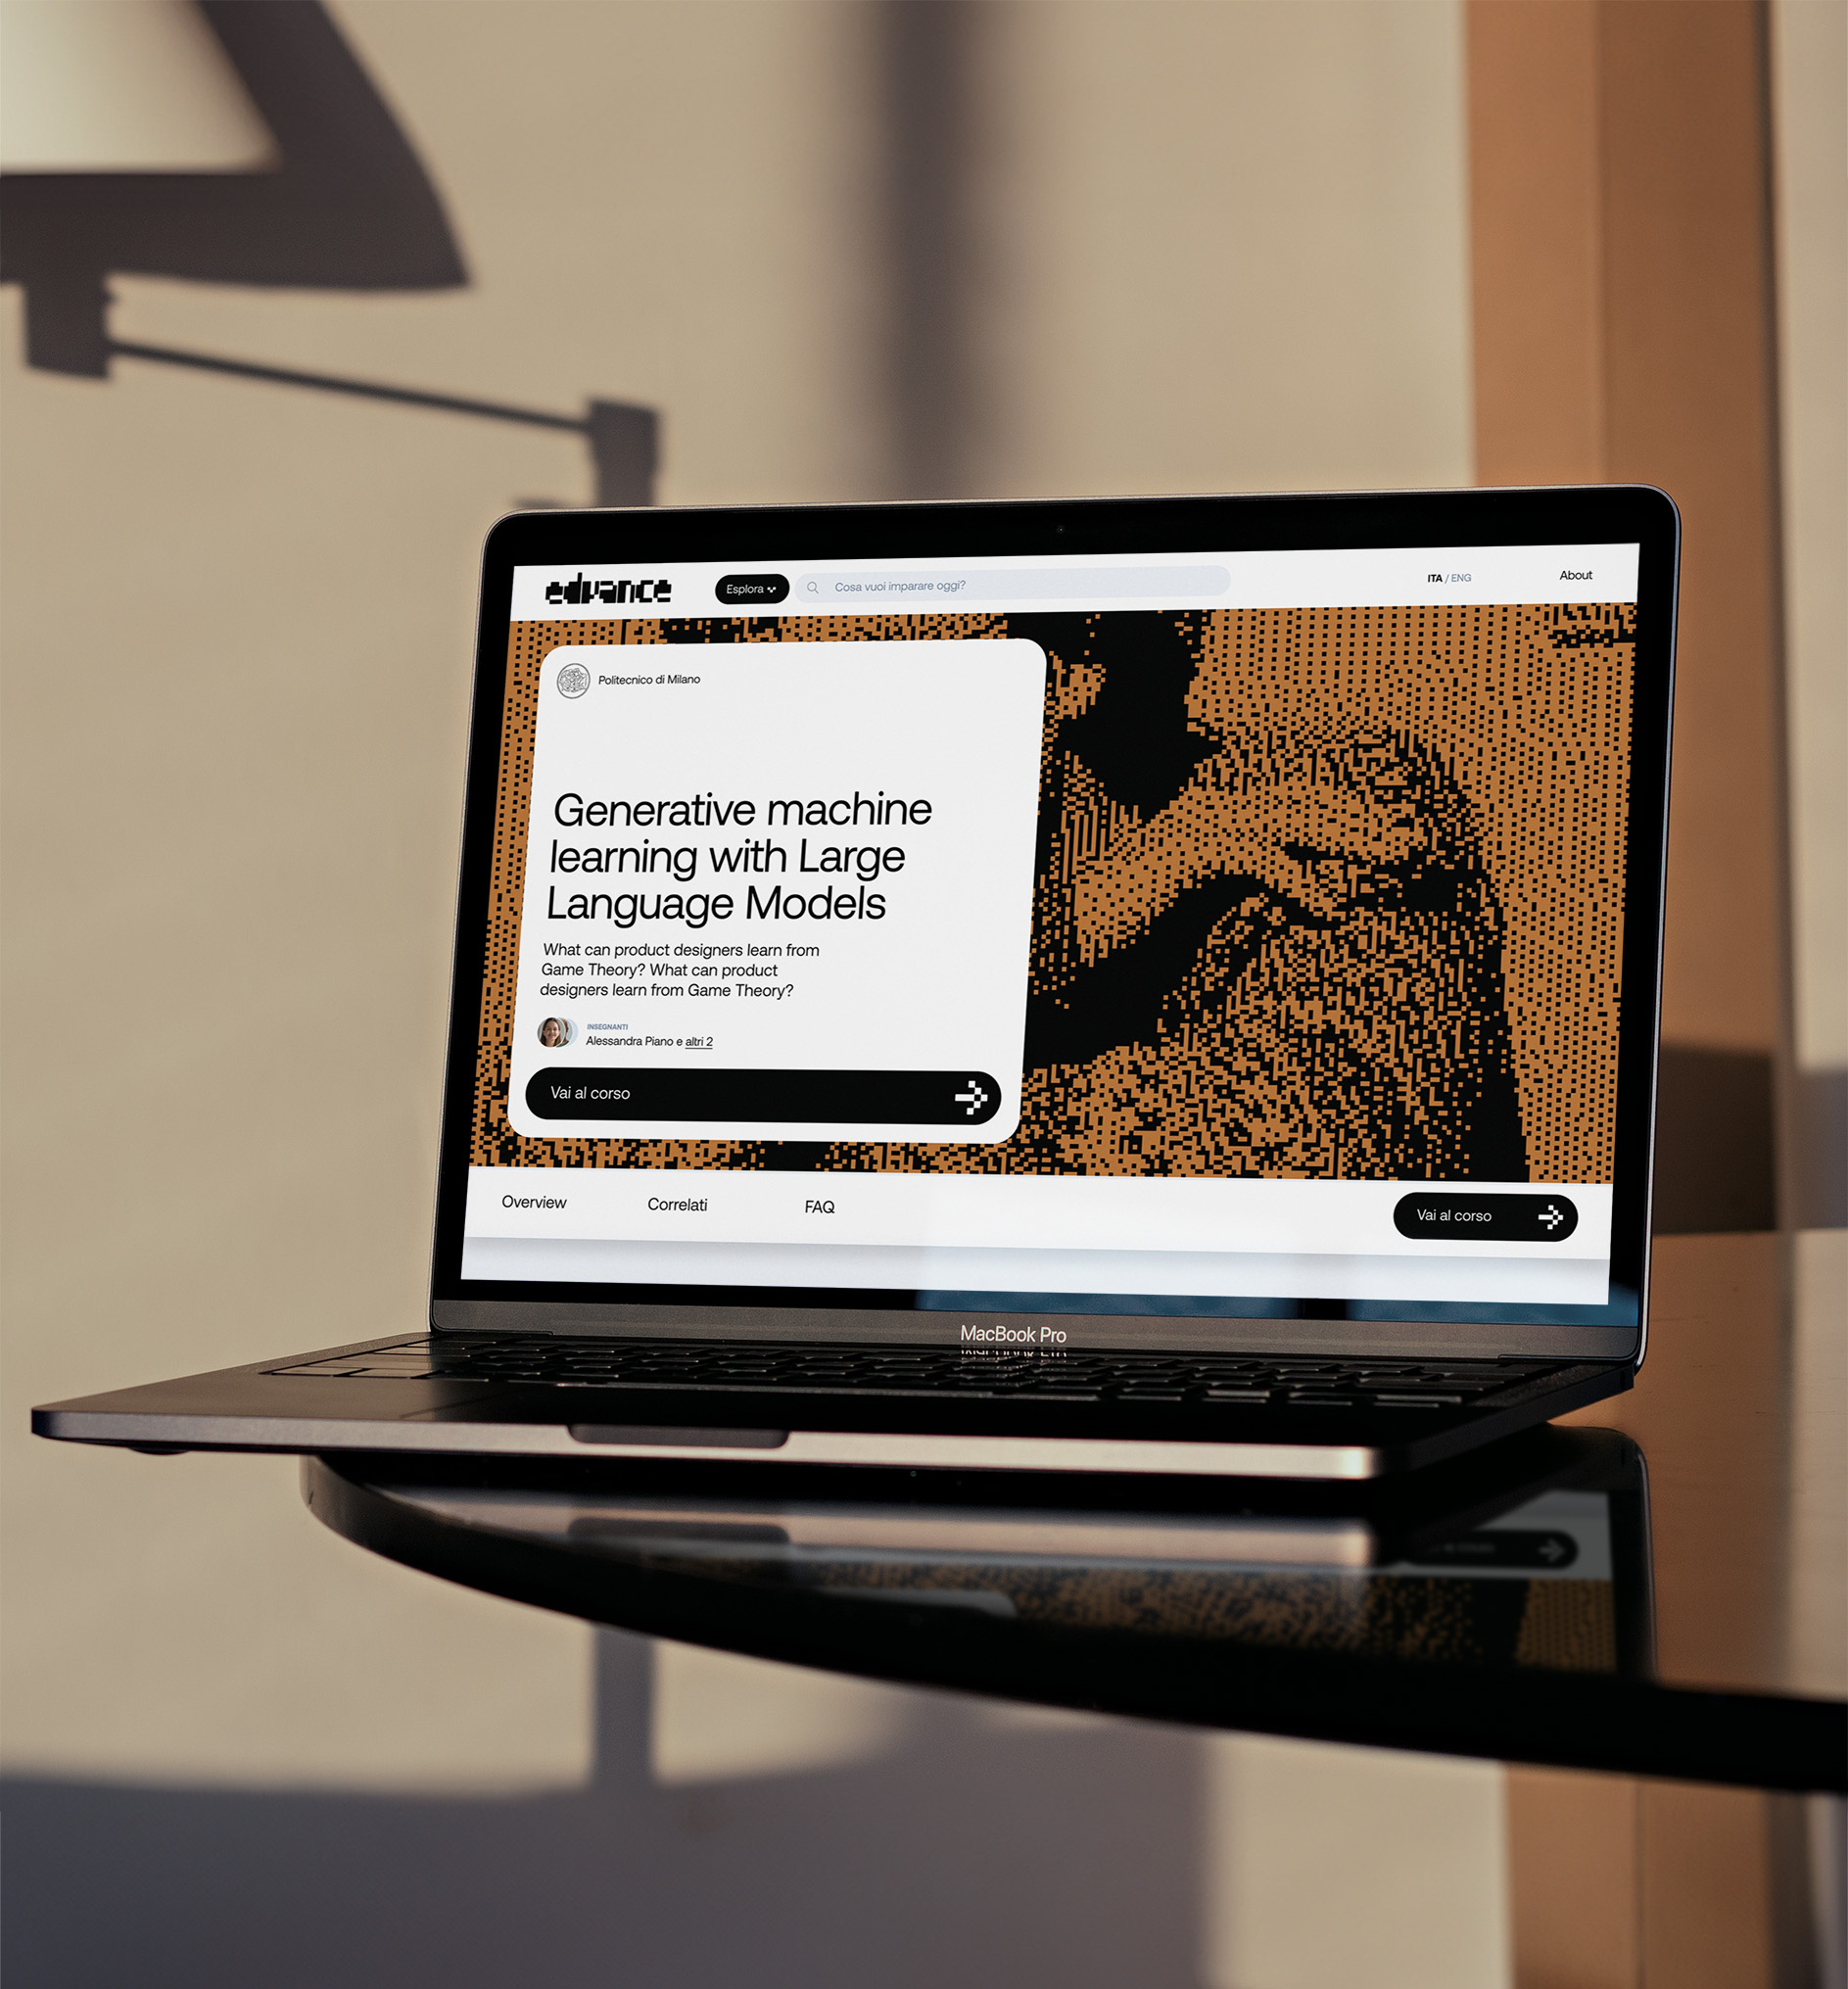 edvance
Esplora
Cosa vuoi imparare oggi?
ITA / ENG
About
Politecnico di Milano
Generative machine
learning with Large
Language Models
What can product designers learn from
Game Theory? What can product
designers learn from Game Theory?
INSEGNANTI
Alessandra Piano e altri 2
Vai al corso
Overview
Correlati
FAQ
Vai al corso
MacBook Pro